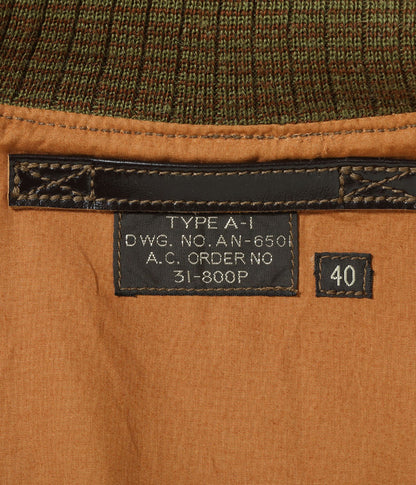 TYPE A-1
DWG. NO. AN-6501
A.C. ORDER NO
31-800P
40